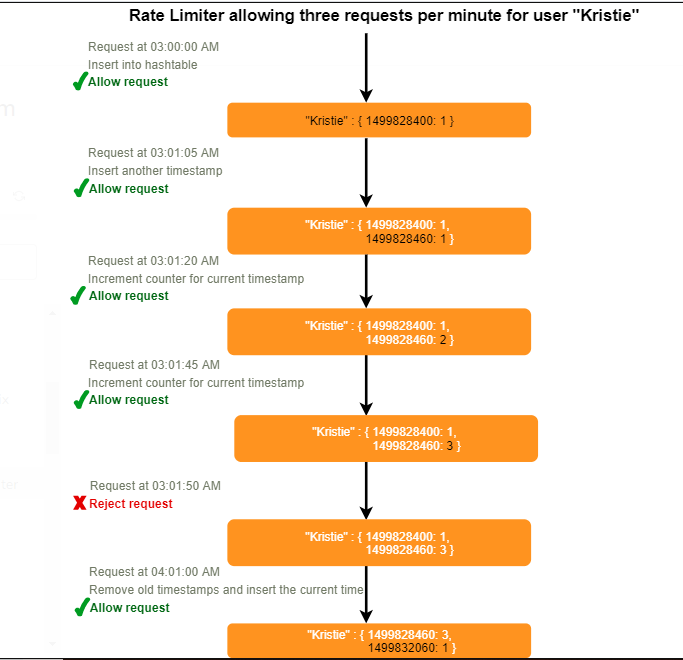 Rate Limiter allowing three requests per minute for user "Kristie"
Request at 03:00:00 AM
Insert into hashtable
Allow request
"Kristie" : { 1499828400: 1 }
Request at 03:01:05 AM
Insert another timestamp
Allow request
"Kristie" : { 1499828400: 1,
1499828460: 1 }
Request at 03:01:20 AM
Increment counter for current timestamp
Allow request
"Kristie" : { 1499828400: 1,
1499828460: 2 }
Request at 03:01:45 AM
Increment counter for current timestamp
Allow request
"Kristie" : { 1499828400: 1,
1499828460: 3 }
Request at 03:01:50 AM
Reject request
"Kristie" : { 1499828400: 1,
1499828460: 3 }
Request at 04:01:00 AM
Remove old timestamps and insert the current time
Allow request
"Kristie" : { 1499828460: 3,
1499832060: 1 }